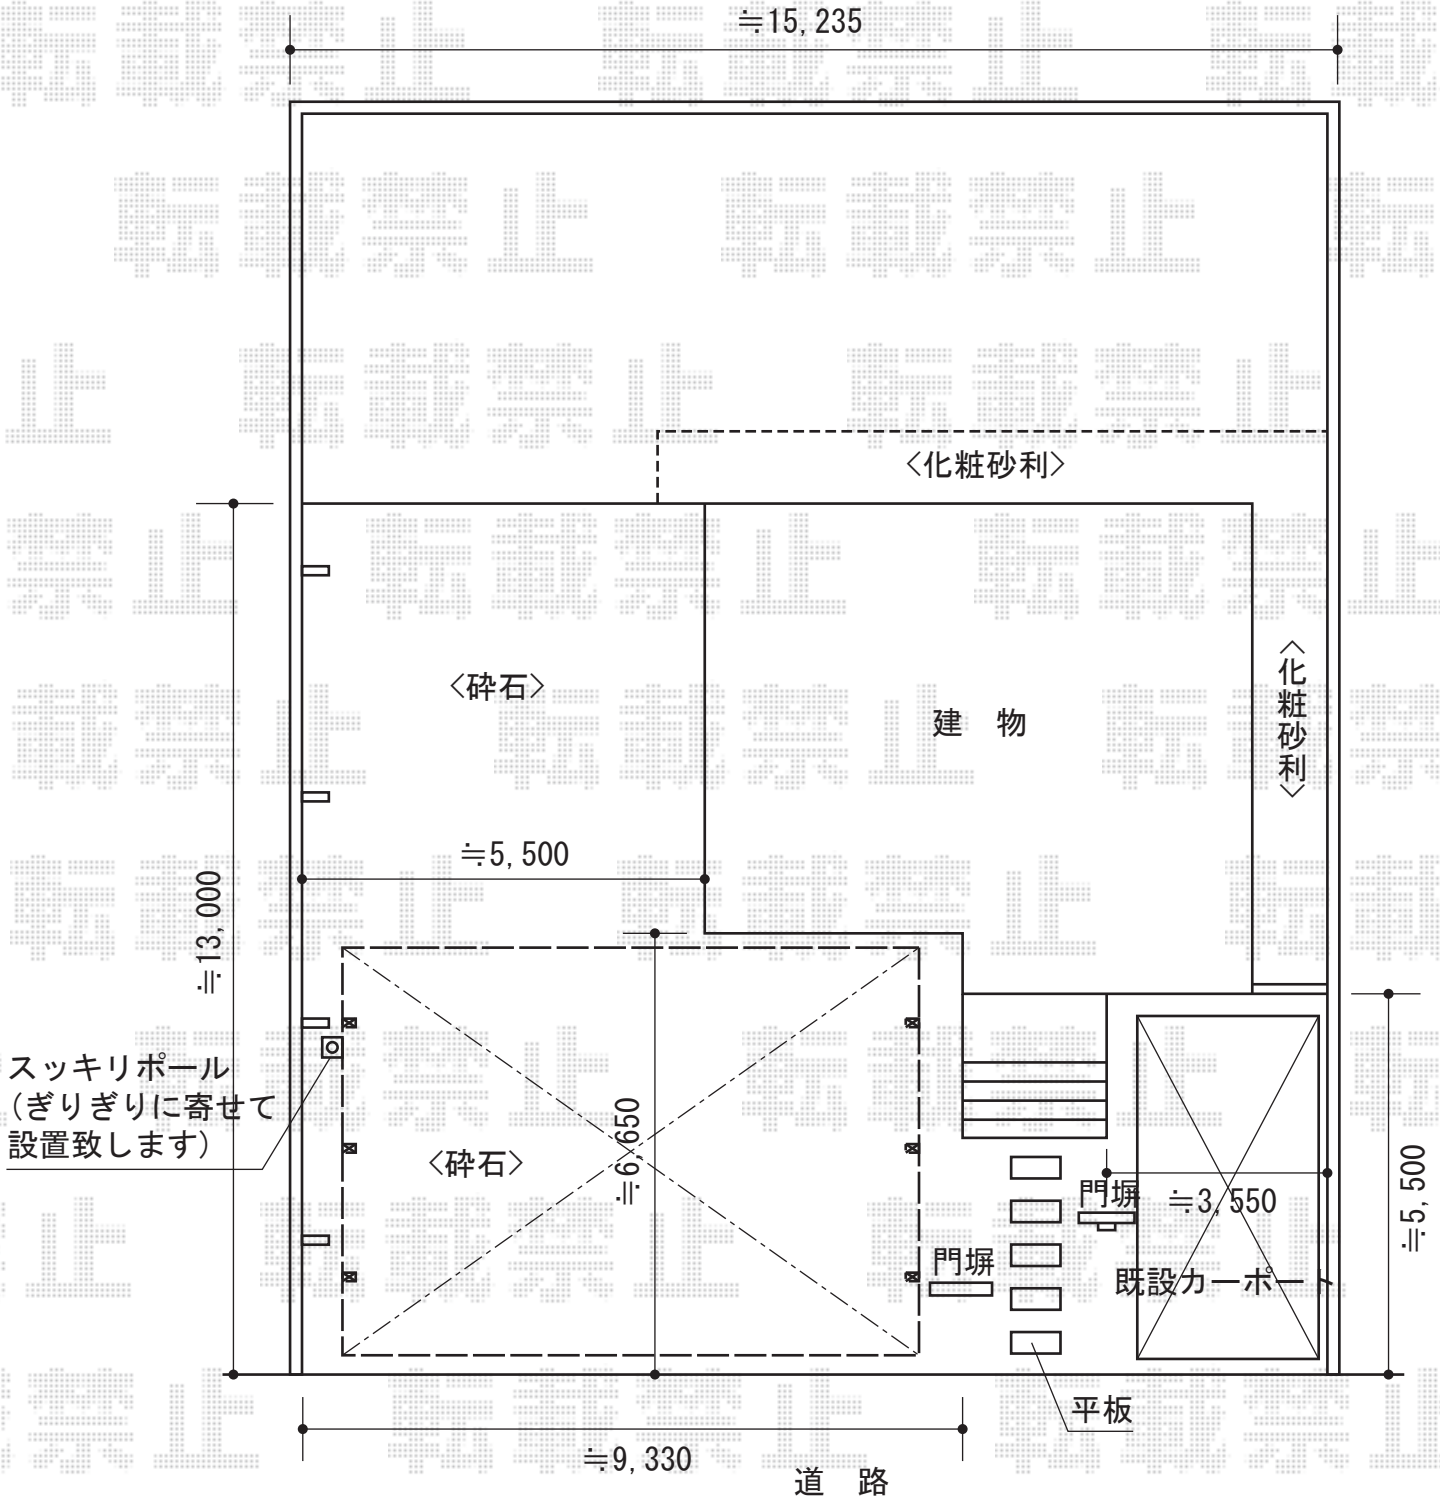 ≒15,235
転載禁止
〈化粧砂利〉
〈砕石〉
建 物
〈化粧砂利〉
≒5,500
≒13,000
スッキリポール
(ぎりぎりに寄せて
設置致します)
〈砕石〉
≒6,650
門塀
≒3,550
≒5,500
門塀
既設カーポート
平板
≒9,330
道 路